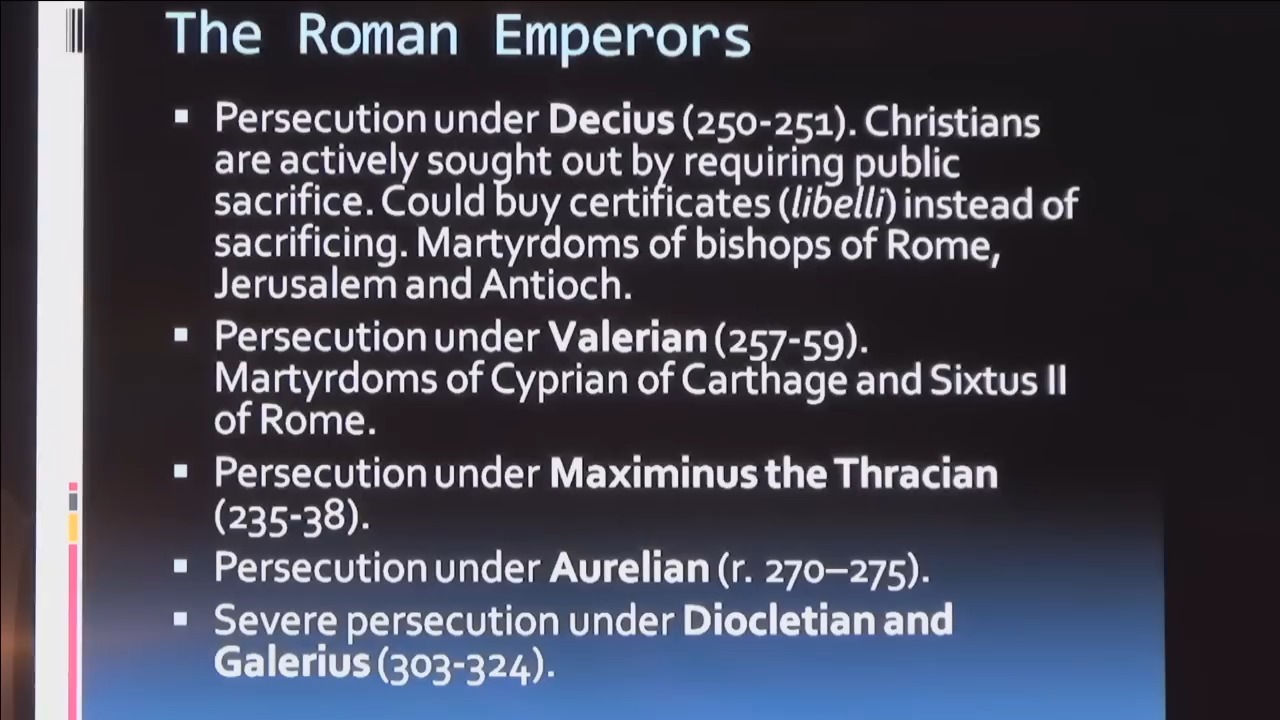 The Roman Emperors
Persecution under Decius (250-251). Christians
are actively sought out by requiring public
sacrifice. Could buy certificates (libelli) instead of
sacrificing. Martyrdoms of bishops of Rome,
Jerusalem and Antioch.
Persecution under Valerian (257-59).
Martyrdoms of Cyprian of Carthage and Sixtus II
of Rome.
Persecution under Maximinus the Thracian
(235-38).
Persecution under Aurelian (r. 270–275).
Severe persecution under Diocletian and
Galerius (303-324).